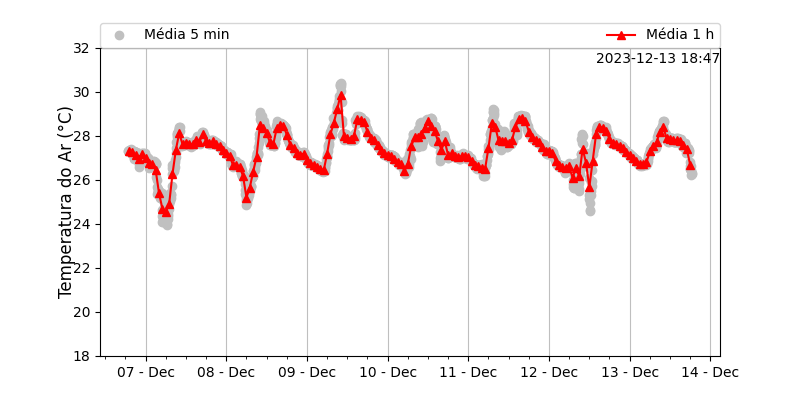 Média 5 min
Média 1 h
2023-12-13 18:47
Temperatura do Ar (°C)
32
30
28
26
24
22
20
18
07 - Dec
08 - Dec
09 - Dec
10 - Dec
11 - Dec
12 - Dec
13 - Dec
14 - Dec